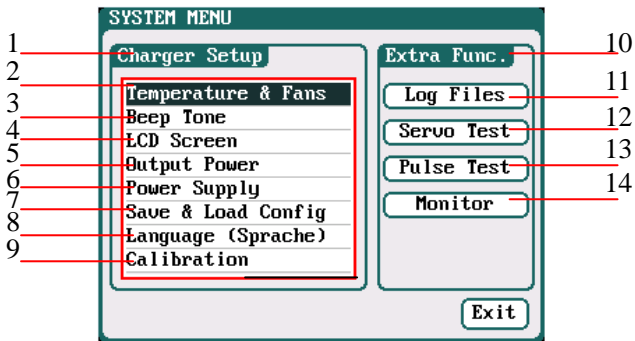 SYSTEM MENU
1 Charger Setup
2 Temperature & Fans
3 Beep Tone
4 LCD Screen
5 Output Power
6 Power Supply
7 Save & Load Config
8 Language (Sprache)
9 Calibration
Extra Func. 10
Log Files 11
Servo Test 12
Pulse Test 13
Monitor 14
Exit